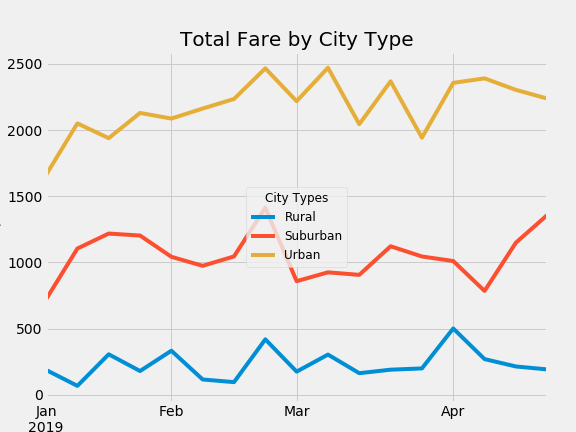 Total Fare by City Type
2500
2000
1500
1000
500
0
City Types
Rural
Suburban
Urban
Jan
2019
Feb
Mar
Apr